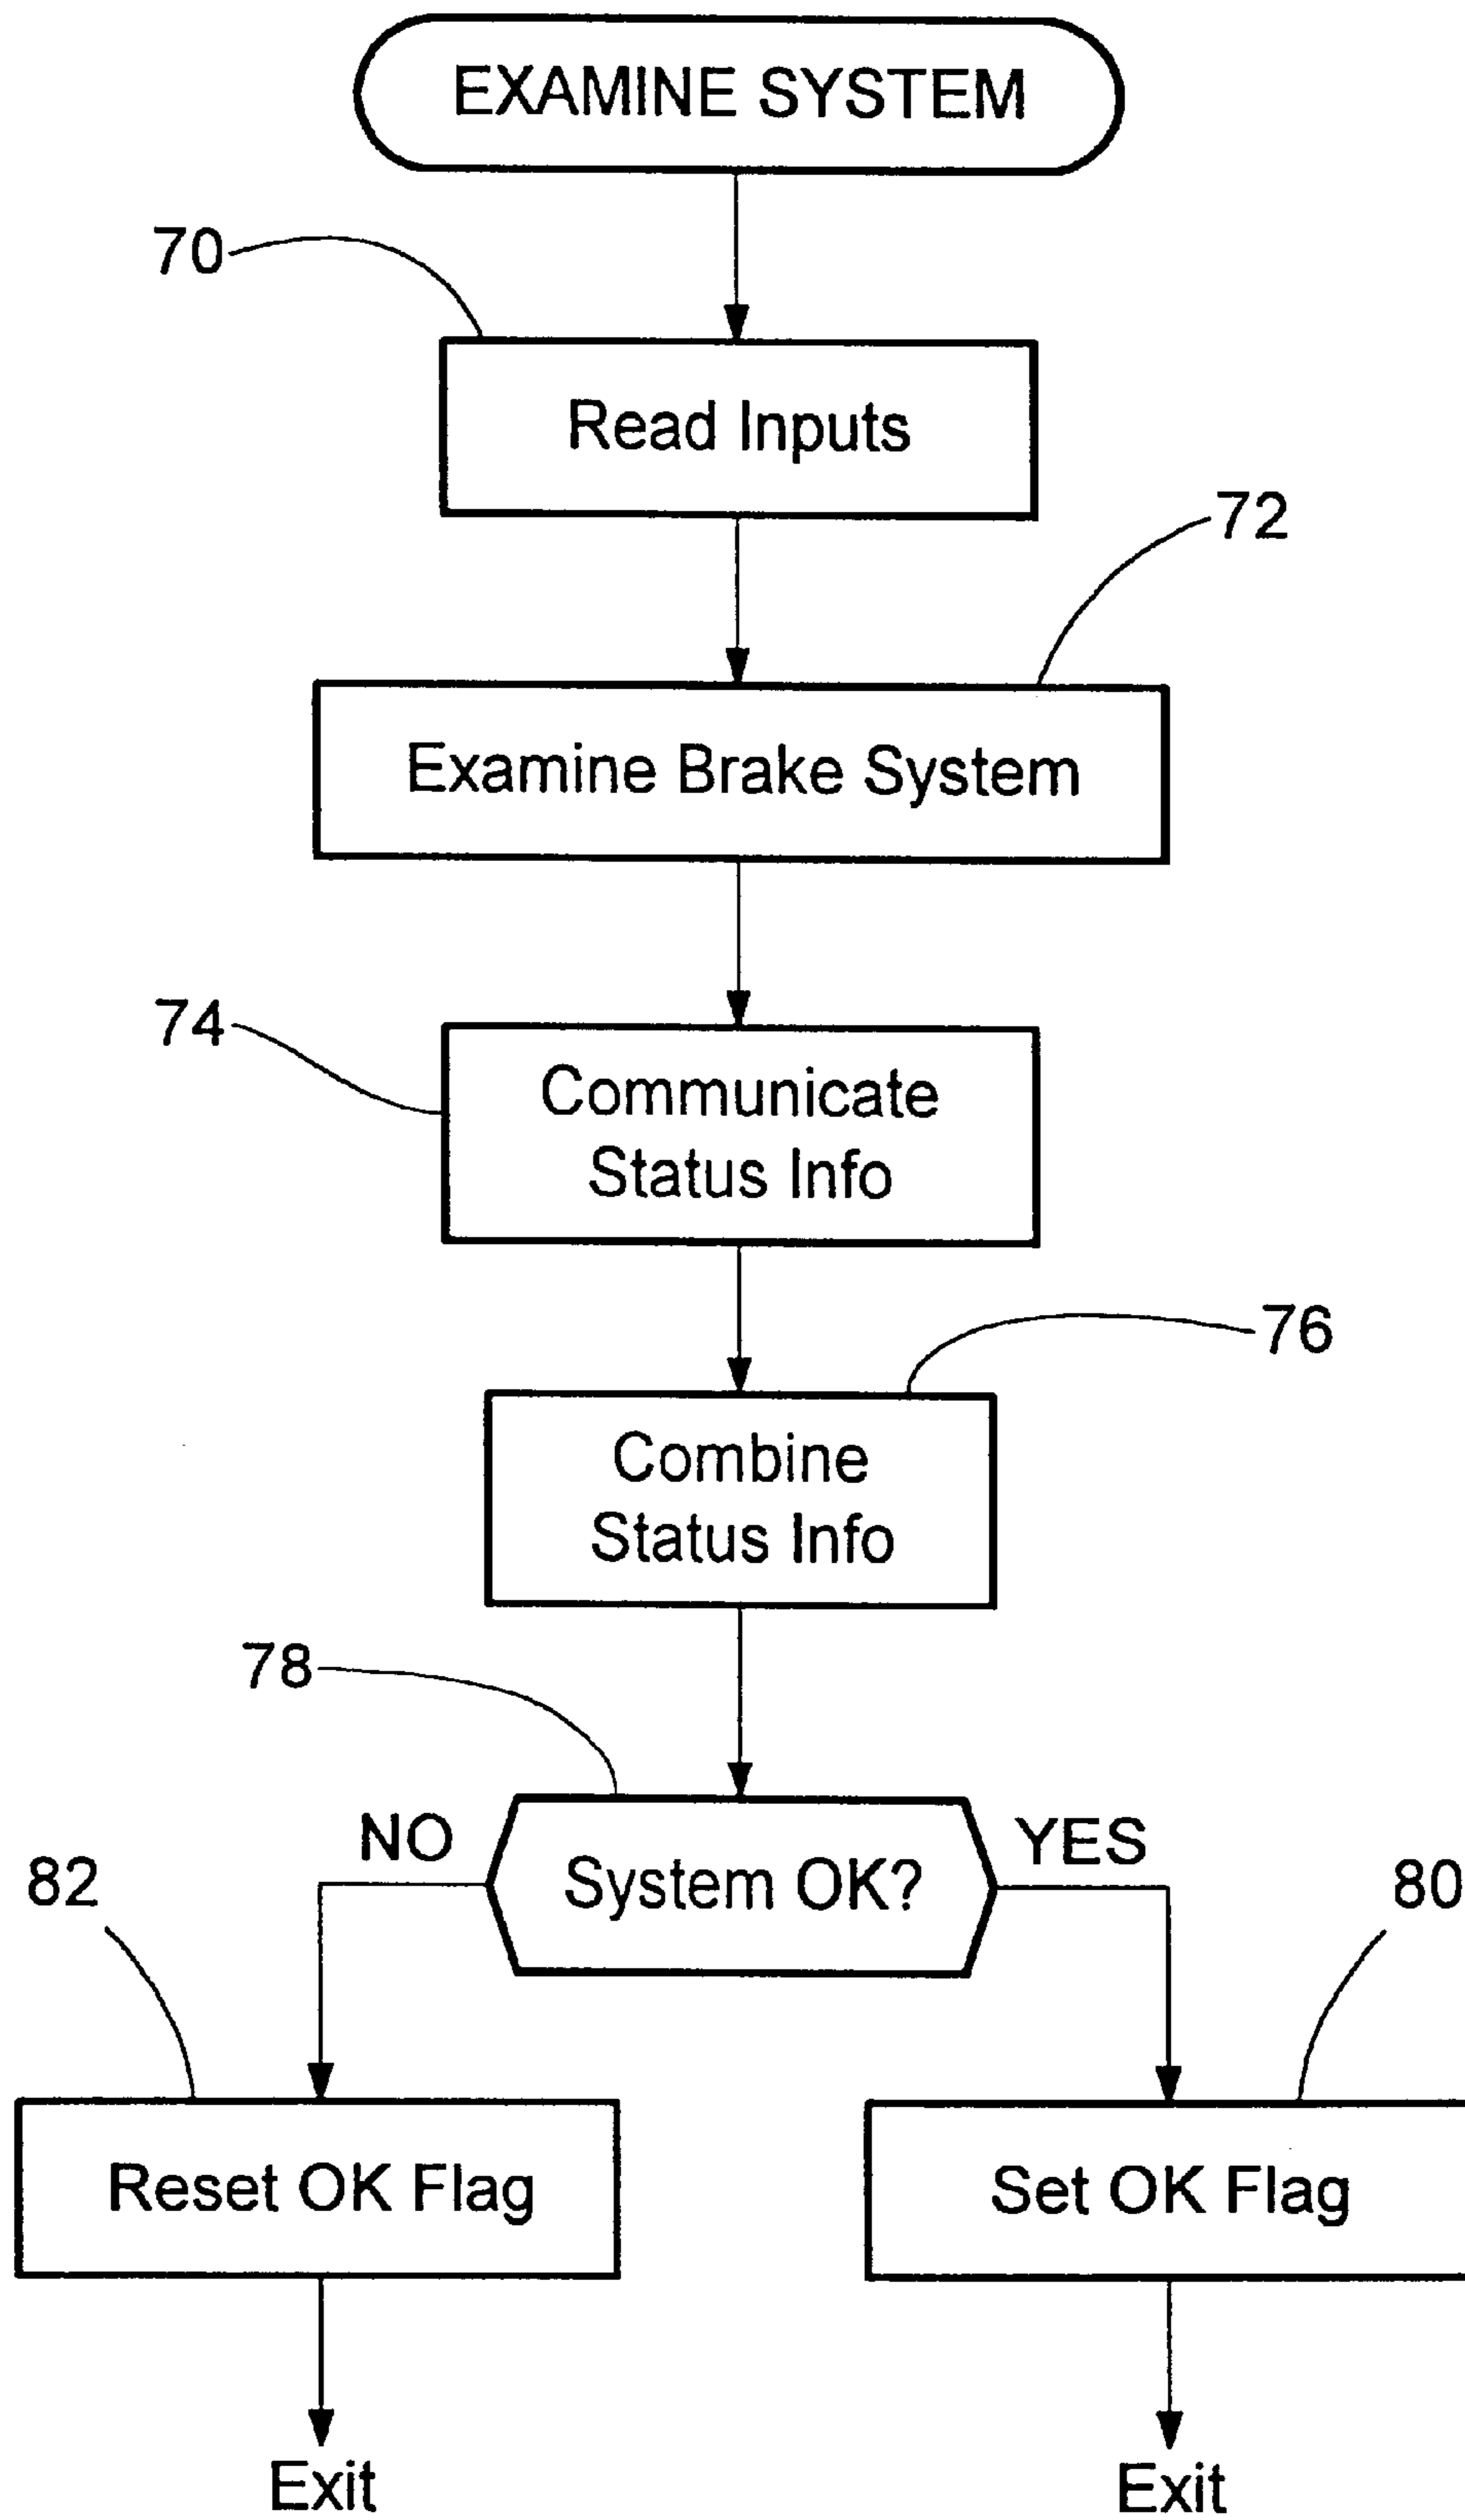 EXAMINE SYSTEM
70
Read Inputs
72
Examine Brake System
74
Communicate
Status Info
76
Combine
Status Info
78
NO
YES
System OK?
82
80
Reset OK Flag
Set OK Flag
Exit
Exit